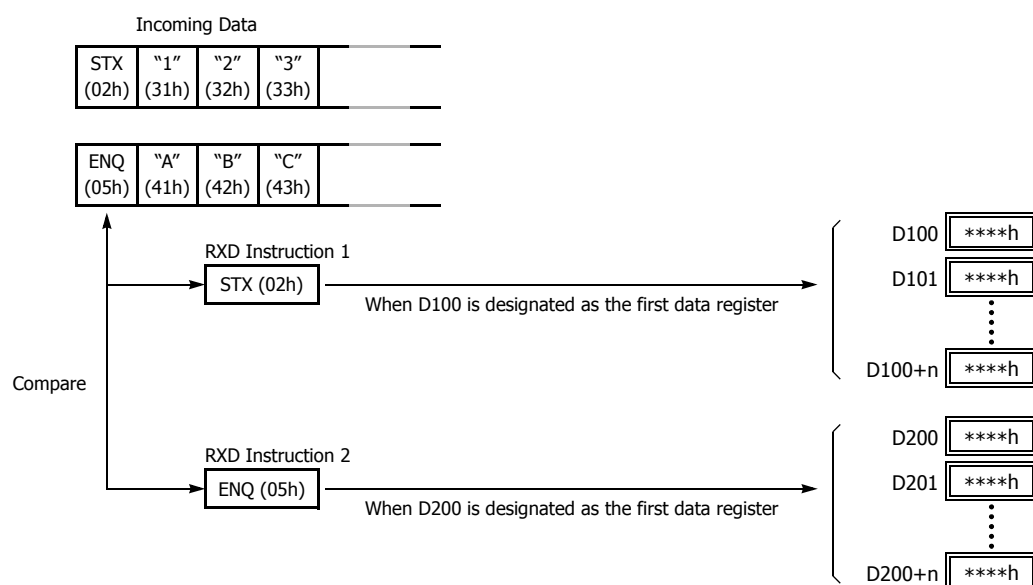 Incoming Data
STX “1” “2” “3”
(02h) (31h) (32h) (33h)
ENQ “A” “B” “C”
(05h) (41h) (42h) (43h)
Compare
RXD Instruction 1
STX (02h)
When D100 is designated as the first data register
D100 ****h
D101 ****h
D100+n ****h
RXD Instruction 2
ENQ (05h)
When D200 is designated as the first data register
D200 ****h
D201 ****h
D200+n ****h